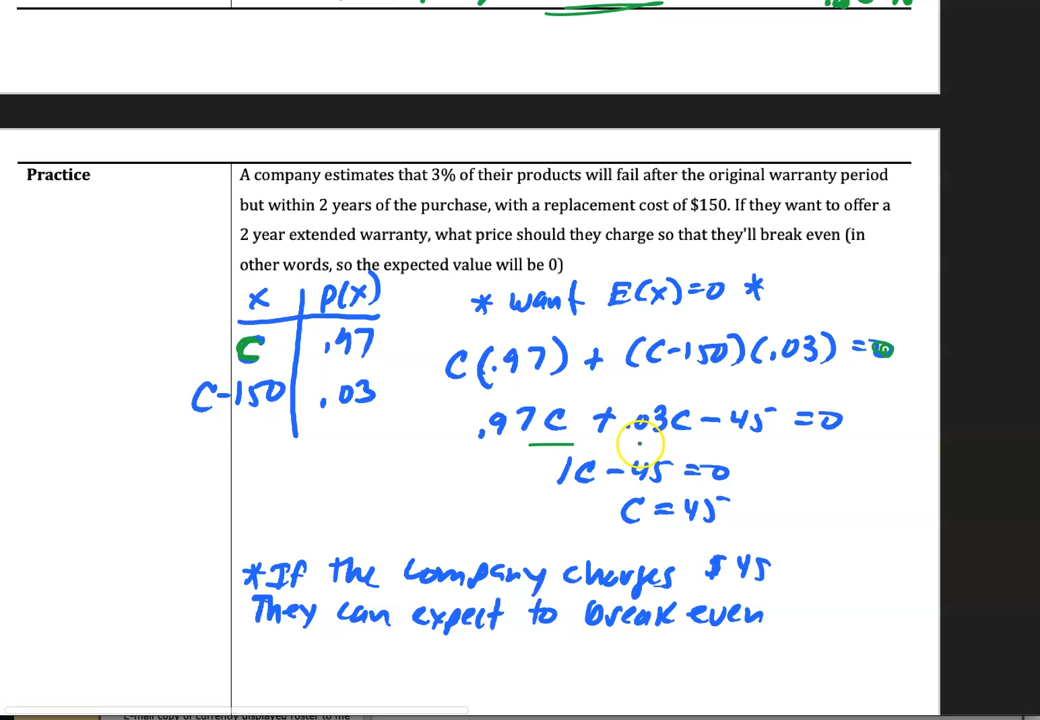 Practice
A company estimates that 3% of their products will fail after the original warranty period
but within 2 years of the purchase, with a replacement cost of $150. If they want to offer a
2 year extended warranty, what price should they charge so that they'll break even (in
other words, so the expected value will be 0)
x P(x)
C .97
C-150 .03
* want E(x)=0 *
C(.97) + (C-150)(.03) =0
.97C + .03C - 45 = 0
1C - 45 = 0
C = 45
*If the company charges $45
They can expect to break even